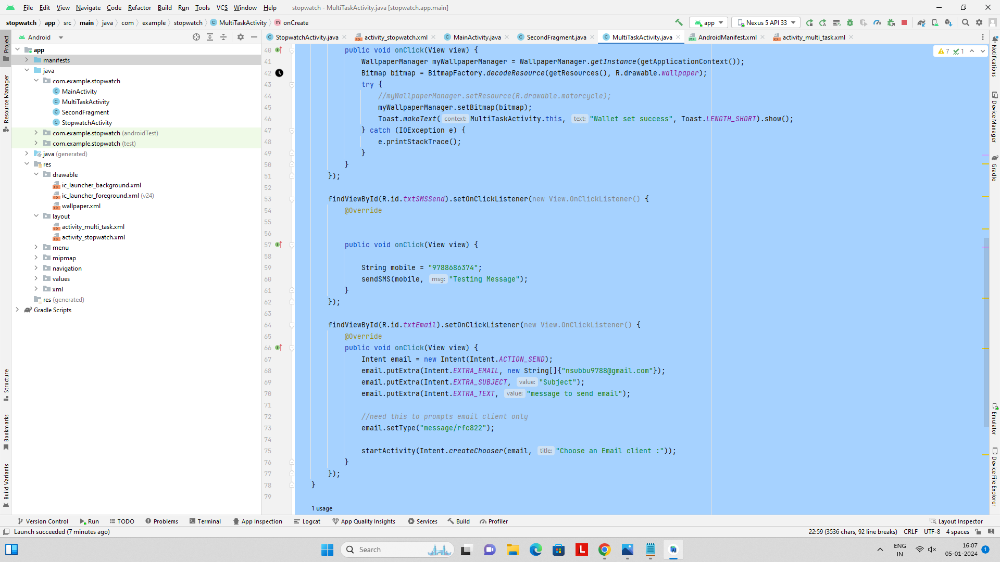 File Edit View Navigate Code Refactor Build Run Tools VCS Window Help stopwatch - MultiTaskActivity.java [stopwatch.app.main]
stopwatch app src main java com example stopwatch MultiTaskActivity onCreate app Nexus 5 API 33
Android
StopwatchActivity.java activity_stopwatch.xml MainActivity.java SecondFragment.java MultiTaskActivity.java AndroidManifest.xml activity_multi_task.xml
Project
Resource Manager
Structure
Bookmarks
Build Variants
app
manifests
java
com.example.stopwatch
MainActivity
MultiTaskActivity
SecondFragment
StopwatchActivity
com.example.stopwatch (androidTest)
com.example.stopwatch (test)
java (generated)
res
drawable
ic_launcher_background.xml
ic_launcher_foreground.xml (v24)
wallpaper.xml
layout
activity_multi_task.xml
activity_stopwatch.xml
menu
mipmap
navigation
values
xml
res (generated)
Gradle Scripts
7 1
40 public void onClick(View view) {
41 WallpaperManager myWallpaperManager = WallpaperManager.getInstance(getApplicationContext());
42 Bitmap bitmap = BitmapFactory.decodeResource(getResources(), R.drawable.wallpaper);
43 try {
44 //myWallpaperManager.setResource(R.drawable.motorcycle);
45 myWallpaperManager.setBitmap(bitmap);
46 Toast.makeText( context: MultiTaskActivity.this, text: "Wallet set success", Toast.LENGTH_SHORT).show();
47 } catch (IOException e) {
48 e.printStackTrace();
49 }
50 }
51 });
52
53 findViewById(R.id.txtSMSSend).setOnClickListener(new View.OnClickListener() {
54 @Override
55
56
57 public void onClick(View view) {
58
59 String mobile = "9788686374";
60 sendSMS(mobile, msg: "Testing Message");
61 }
62 });
63
64 findViewById(R.id.txtEmail).setOnClickListener(new View.OnClickListener() {
65 @Override
66 public void onClick(View view) {
67 Intent email = new Intent(Intent.ACTION_SEND);
68 email.putExtra(Intent.EXTRA_EMAIL, new String[]{"nsubbu9788@gmail.com"});
69 email.putExtra(Intent.EXTRA_SUBJECT, value: "Subject");
70 email.putExtra(Intent.EXTRA_TEXT, value: "message to send email");
71
72 //need this to prompts email client only
73 email.setType("message/rfc822");
74
75 startActivity(Intent.createChooser(email, title: "Choose an Email client :"));
76 }
77 });
78 }
79
1 usage
Notifications
Device Manager
Gradle
Emulator
Device File Explorer
Version Control Run TODO Problems Terminal App Inspection Logcat App Quality Insights Services Build Profiler Layout Inspector
Launch succeeded (7 minutes ago) 22:59 (3536 chars, 92 line breaks) CRLF UTF-8 4 spaces
Search
L
ENG
IN
16:07
05-01-2024
1